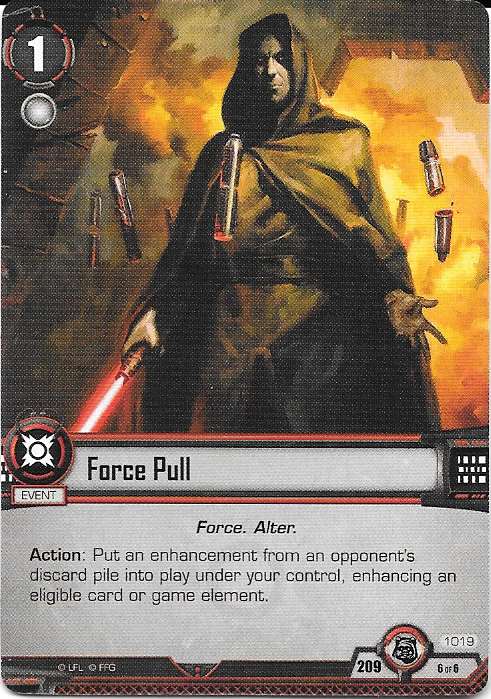 1
Force Pull
EVENT
Force. Alter.
Action: Put an enhancement from an opponent's
discard pile into play under your control, enhancing an
eligible card or game element.
1019
209
6 OF 6
© LFL © FFG